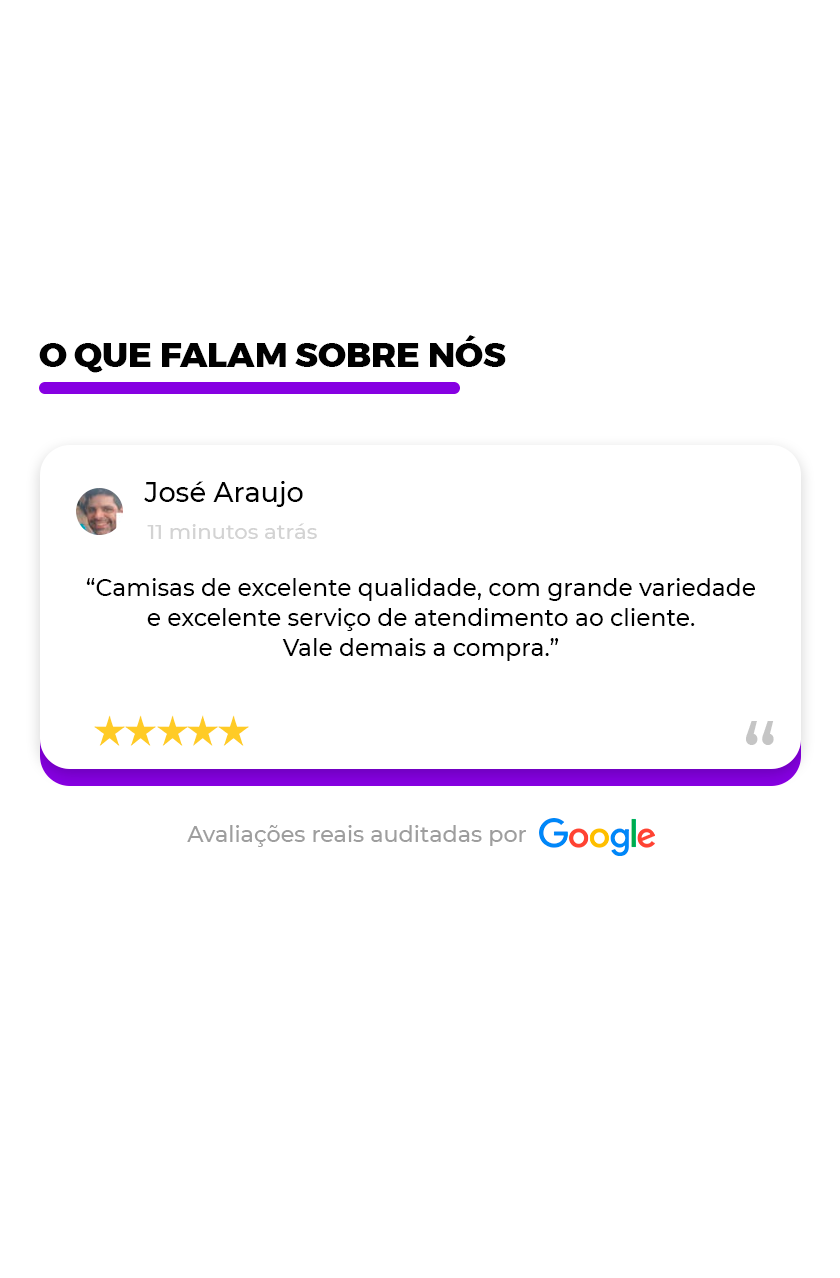 O QUE FALAM SOBRE NÓS
José Araujo
11 minutos atrás
“Camisas de excelente qualidade, com grande variedade
e excelente serviço de atendimento ao cliente.
Vale demais a compra.”
“
Avaliações reais auditadas por Google